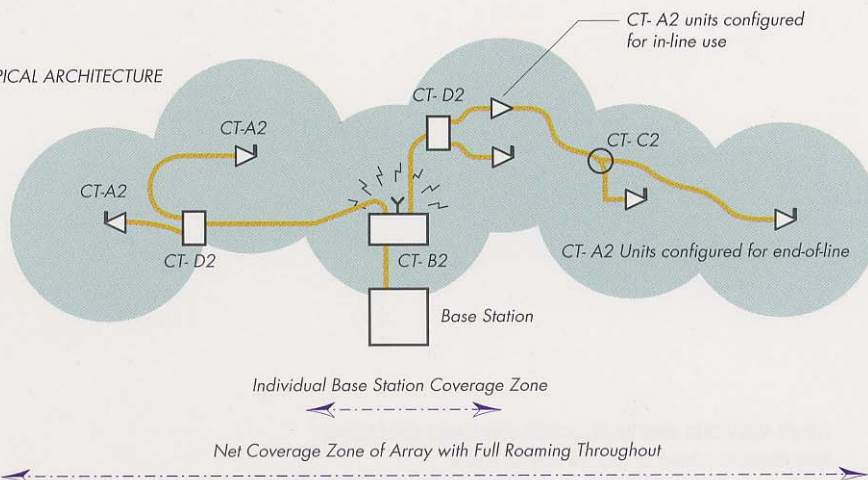 CT- A2 units configured
for in-line use
PICAL ARCHITECTURE
CT- D2
CT-A2
CT- C2
CT-A2
CT- D2
CT- B2
CT- A2 Units configured for end-of-line
Base Station
Individual Base Station Coverage Zone
Net Coverage Zone of Array with Full Roaming Throughout